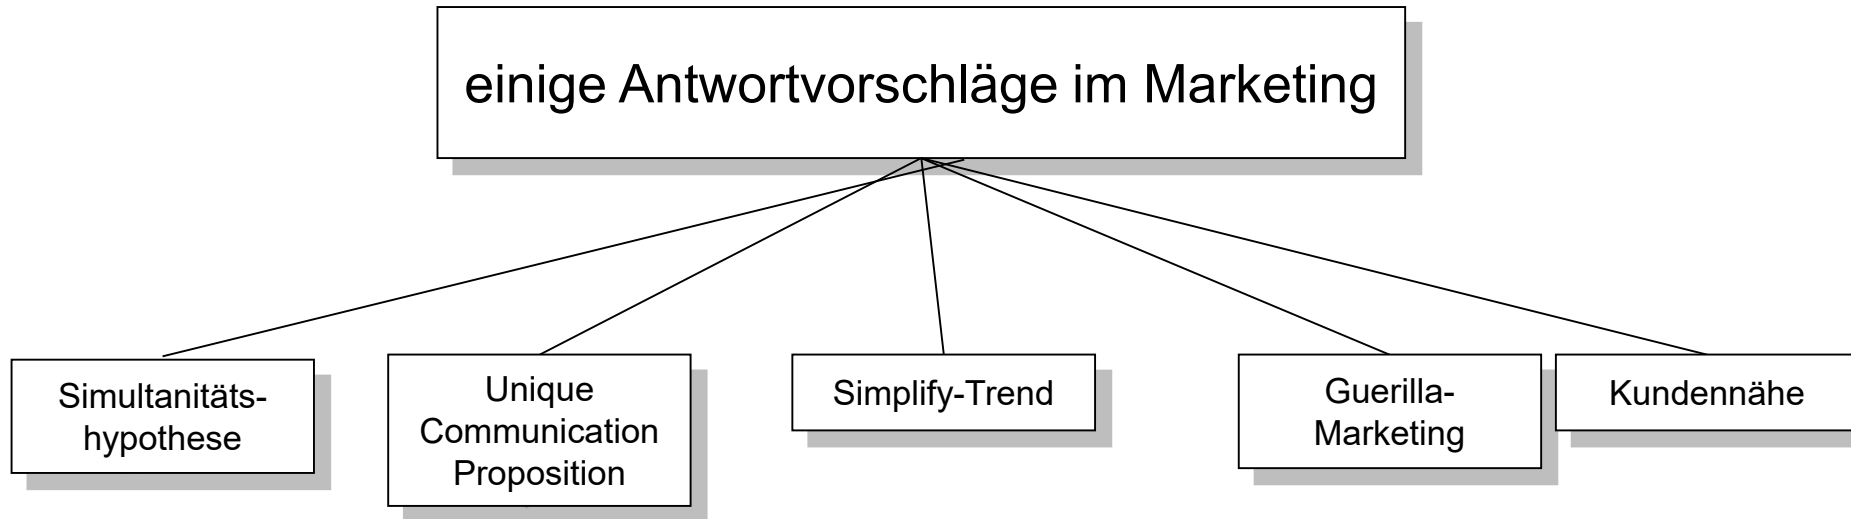 einige Antwortvorschläge im Marketing
Simultanitäts-
hypothese
Unique
Communication
Proposition
Simplify-Trend
Guerilla-
Marketing
Kundennähe